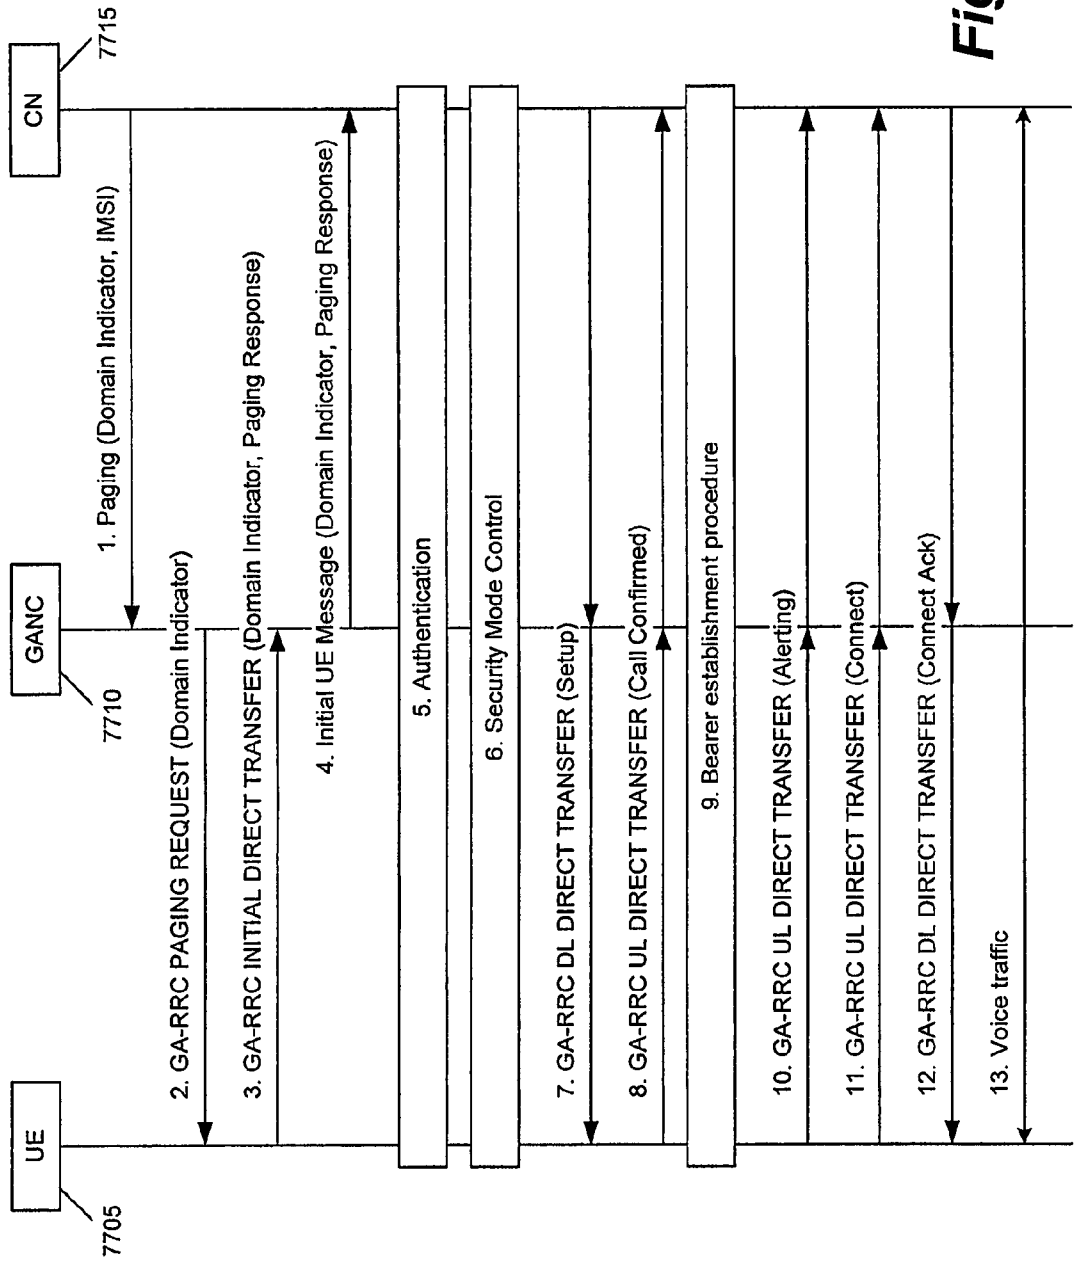 UE
GANC
CN
7705
7710
7715
1. Paging (Domain Indicator, IMSI)
2. GA-RRC PAGING REQUEST (Domain Indicator)
3. GA-RRC INITIAL DIRECT TRANSFER (Domain Indicator, Paging Response)
4. Initial UE Message (Domain Indicator, Paging Response)
5. Authentication
6. Security Mode Control
7. GA-RRC DL DIRECT TRANSFER (Setup)
8. GA-RRC UL DIRECT TRANSFER (Call Confirmed)
9. Bearer establishment procedure
10. GA-RRC UL DIRECT TRANSFER (Alerting)
11. GA-RRC UL DIRECT TRANSFER (Connect)
12. GA-RRC DL DIRECT TRANSFER (Connect Ack)
13. Voice traffic